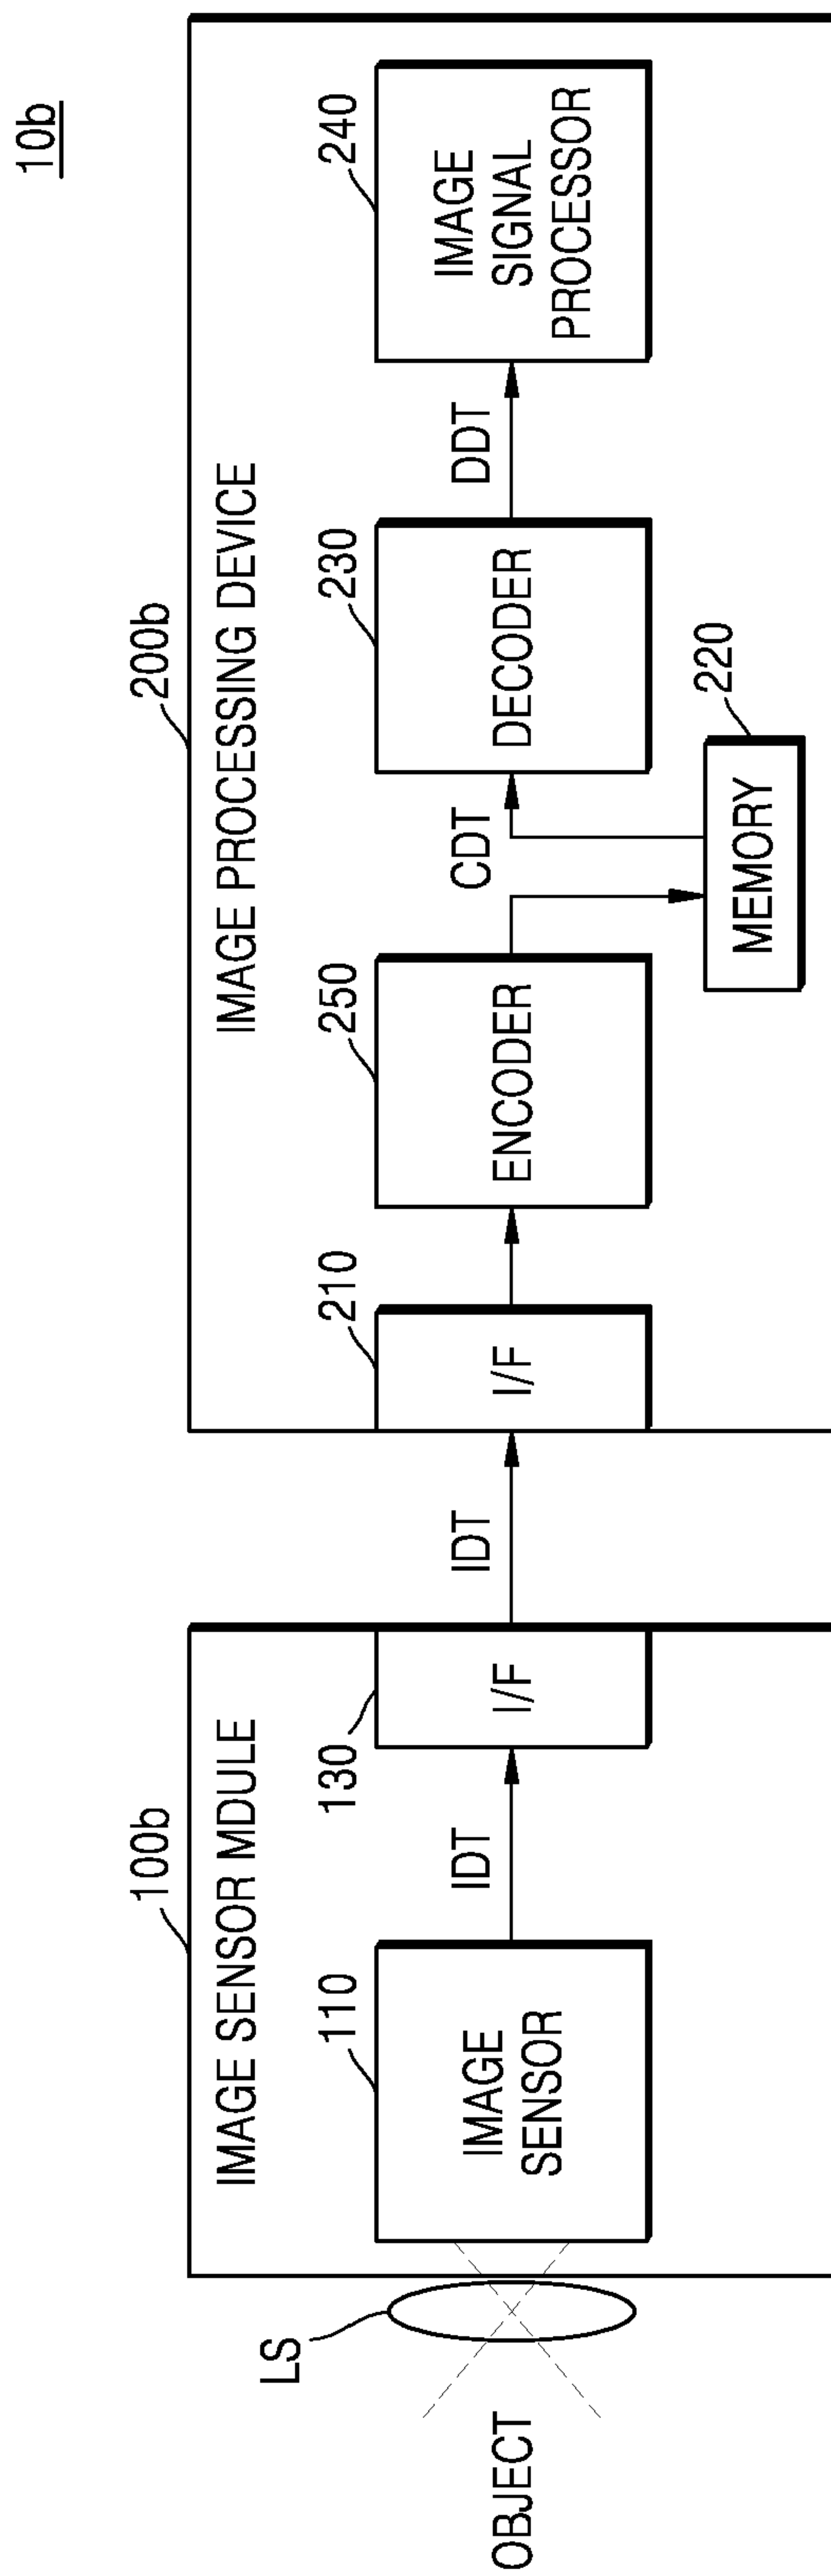 10b
100b
IMAGE SENSOR MDULE
LS
OBJECT
110
IMAGE
SENSOR
IDT
130
I/F
IDT
200b
IMAGE PROCESSING DEVICE
210
I/F
250
ENCODER
CDT
220
MEMORY
230
DECODER
DDT
240
IMAGE
SIGNAL
PROCESSOR